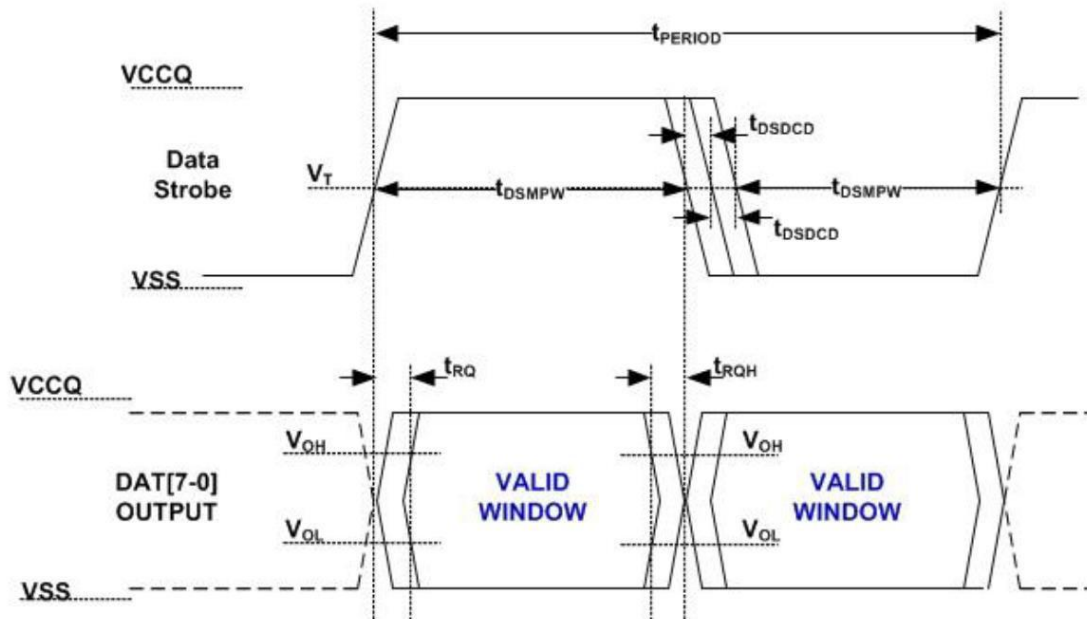 tPERIOD
VCCQ
tDSDCD
Data
Strobe
VT
tDSMPW
tDSMPW
tDSDCD
VSS
tRQ
tRQH
VCCQ
VOH
VOH
DAT[7-0]
OUTPUT
VALID
WINDOW
VALID
WINDOW
VOL
VOL
VSS